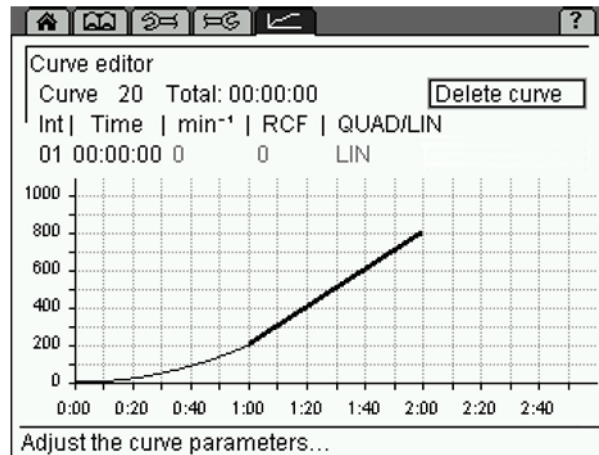 ?
Curve editor
Curve 20 Total: 00:00:00 Delete curve
Int | Time | min⁻¹ | RCF | QUAD/LIN
01 00:00:00 0 0 LIN
1000
800
600
400
200
0
0:00 0:20 0:40 1:00 1:20 1:40 2:00 2:20 2:40
Adjust the curve parameters...